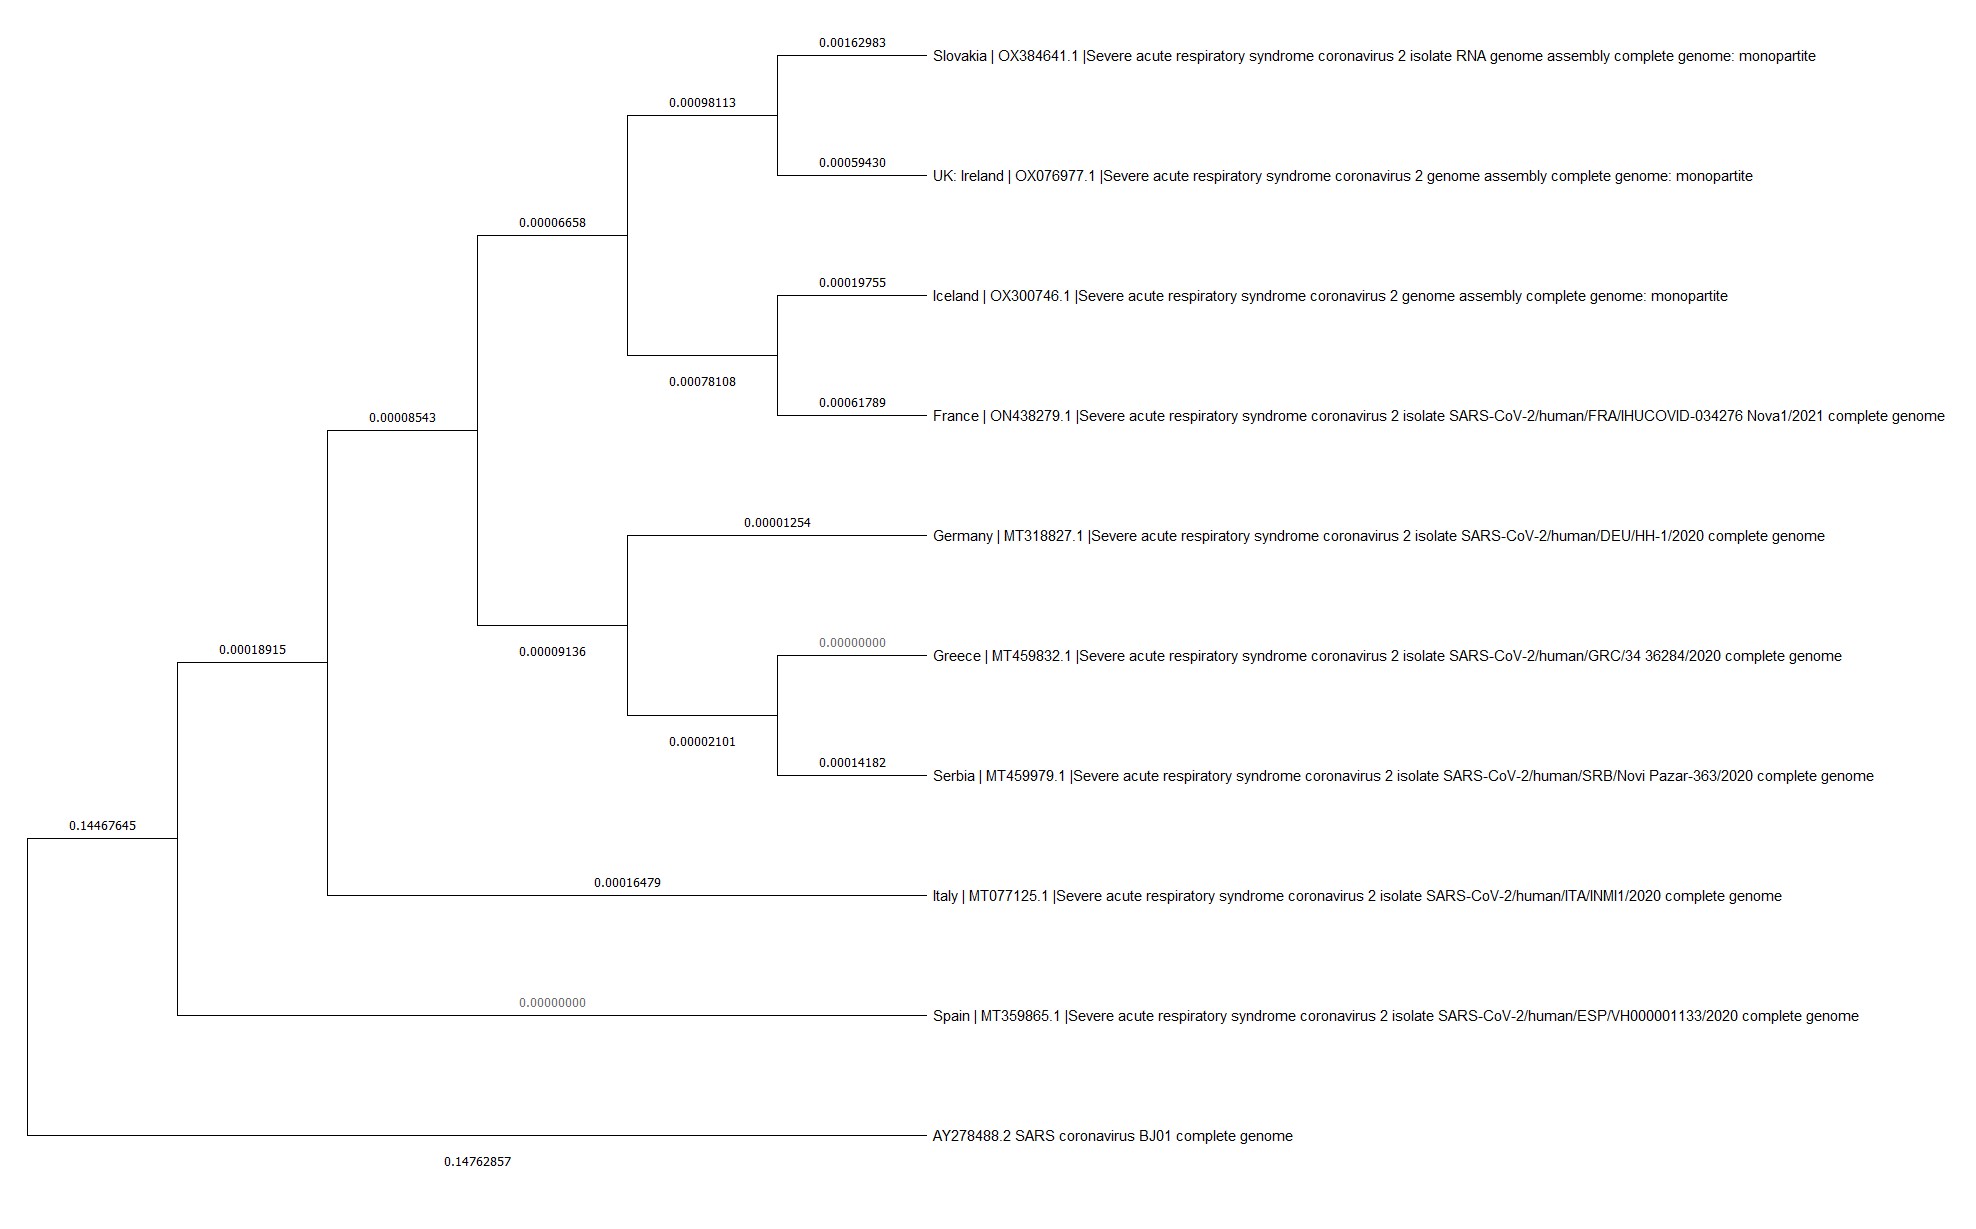 0.00162983
Slovakia | OX384641.1 |Severe acute respiratory syndrome coronavirus 2 isolate RNA genome assembly complete genome: monopartite
0.00098113
0.00059430
UK: Ireland | OX076977.1 |Severe acute respiratory syndrome coronavirus 2 genome assembly complete genome: monopartite
0.00006658
0.00019755
Iceland | OX300746.1 |Severe acute respiratory syndrome coronavirus 2 genome assembly complete genome: monopartite
0.00078108
0.00061789
France | ON438279.1 |Severe acute respiratory syndrome coronavirus 2 isolate SARS-CoV-2/human/FRA/IHUCOVID-034276 Nova1/2021 complete genome
0.00008543
0.00001254
Germany | MT318827.1 |Severe acute respiratory syndrome coronavirus 2 isolate SARS-CoV-2/human/DEU/HH-1/2020 complete genome
0.00009136
0.00000000
Greece | MT459832.1 |Severe acute respiratory syndrome coronavirus 2 isolate SARS-CoV-2/human/GRC/34 36284/2020 complete genome
0.00018915
0.00002101
0.00014182
Serbia | MT459979.1 |Severe acute respiratory syndrome coronavirus 2 isolate SARS-CoV-2/human/SRB/Novi Pazar-363/2020 complete genome
0.14467645
0.00016479
Italy | MT077125.1 |Severe acute respiratory syndrome coronavirus 2 isolate SARS-CoV-2/human/ITA/INMI1/2020 complete genome
0.00000000
Spain | MT359865.1 |Severe acute respiratory syndrome coronavirus 2 isolate SARS-CoV-2/human/ESP/VH000001133/2020 complete genome
AY278488.2 SARS coronavirus BJ01 complete genome
0.14762857